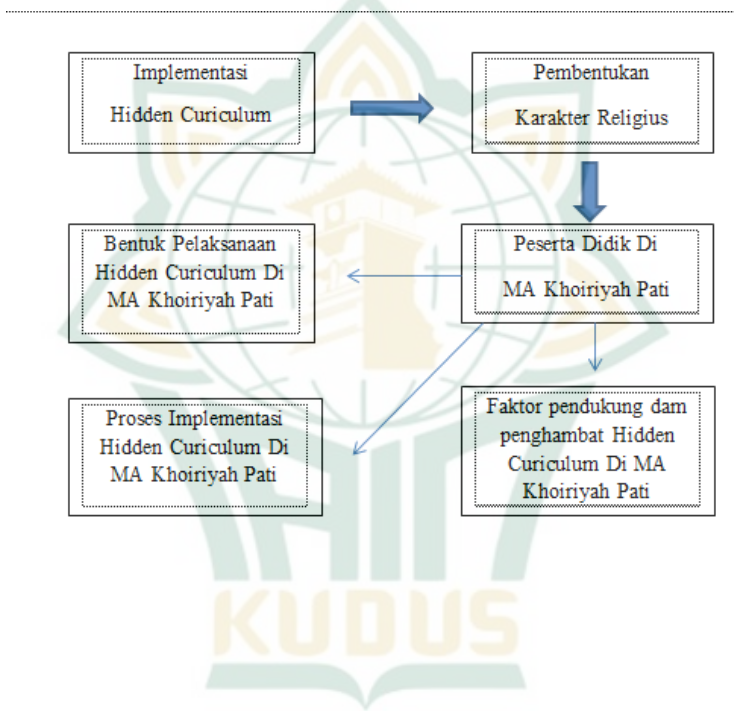 Implementasi
Hidden Curiculum
Pembentukan
Karakter Religius
Bentuk Pelaksanaan
Hidden Curiculum Di
MA Khoiriyah Pati
Peserta Didik Di
MA Khoiriyah Pati
Proses Implementasi
Hidden Curiculum Di
MA Khoiriyah Pati
Faktor pendukung dam
penghambat Hidden
Curiculum Di MA
Khoiriyah Pati
KUDUS